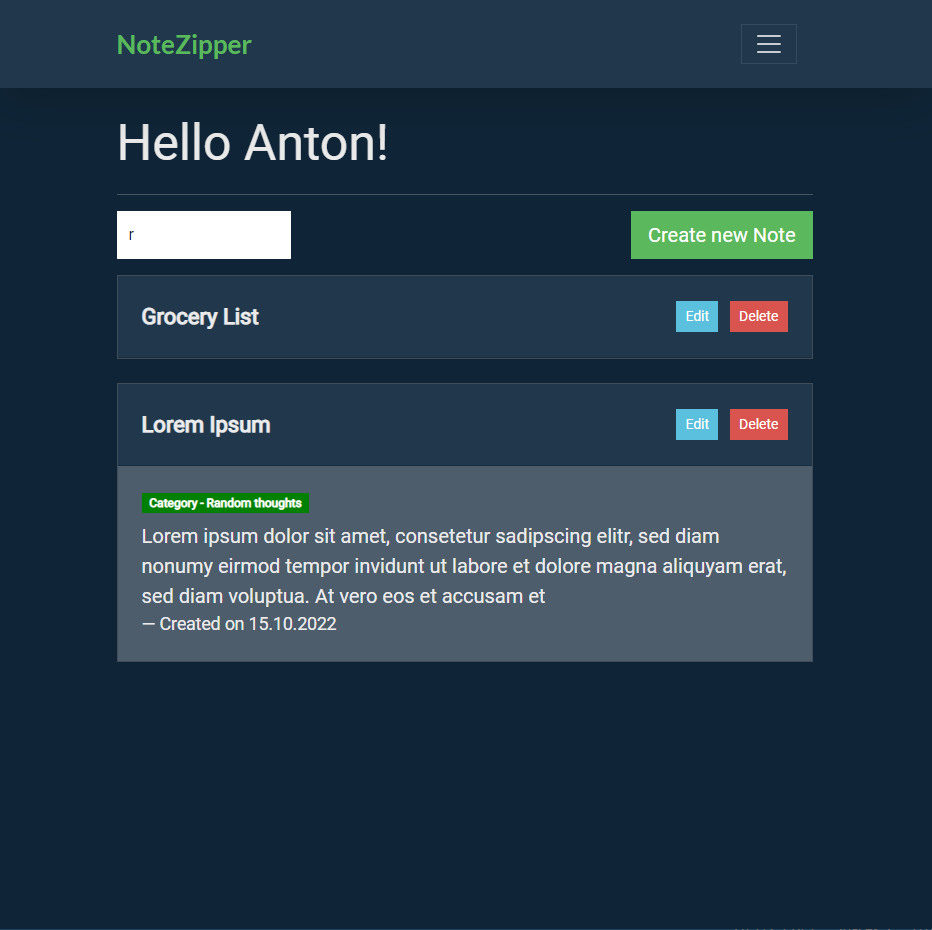 NoteZipper
Hello Anton!
r
Create new Note
Grocery List
Edit
Delete
Lorem Ipsum
Edit
Delete
Category - Random thoughts
Lorem ipsum dolor sit amet, consetetur sadipscing elitr, sed diam
nonumy eirmod tempor invidunt ut labore et dolore magna aliquyam erat,
sed diam voluptua. At vero eos et accusam et
— Created on 15.10.2022